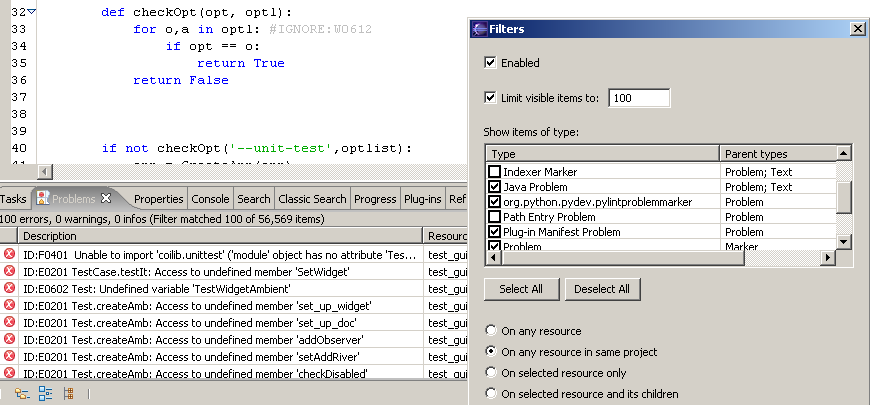 32 def checkOpt(opt, optl):
33 for o,a in optl: #IGNORE:W0612
34 if opt == o:
35 return True
36 return False
37
38
39
40 if not checkOpt('--unit-test',optlist):
Tasks Problems Properties Console Search Classic Search Progress Plug-ins Ref
100 errors, 0 warnings, 0 infos (Filter matched 100 of 56,569 items)
Description Resour
ID:F0401 Unable to import 'coilib.unittest' ('module' object has no attribute 'Tes... test_gui
ID:E0201 TestCase.testIt: Access to undefined member 'SetWidget' test_gui
ID:E0602 Test: Undefined variable 'TestWidgetAmbient' test_gui
ID:E0201 Test.createAmb: Access to undefined member 'set_up_widget' test_gui
ID:E0201 Test.createAmb: Access to undefined member 'set_up_doc' test_gui
ID:E0201 Test.createAmb: Access to undefined member 'addObserver' test_gui
ID:E0201 Test.createAmb: Access to undefined member 'setAddRiver' test_gui
ID:E0201 Test.createAmb: Access to undefined member 'checkDisabled' test_gui
Filters
Enabled
Limit visible items to: 100
Show items of type:
Type Parent types
Indexer Marker Problem; Text
Java Problem Problem; Text
org.python.pydev.pylintproblemmarker Problem
Path Entry Problem Problem
Plug-in Manifest Problem Problem
Problem Marker
Select All Deselect All
On any resource
On any resource in same project
On selected resource only
On selected resource and its children